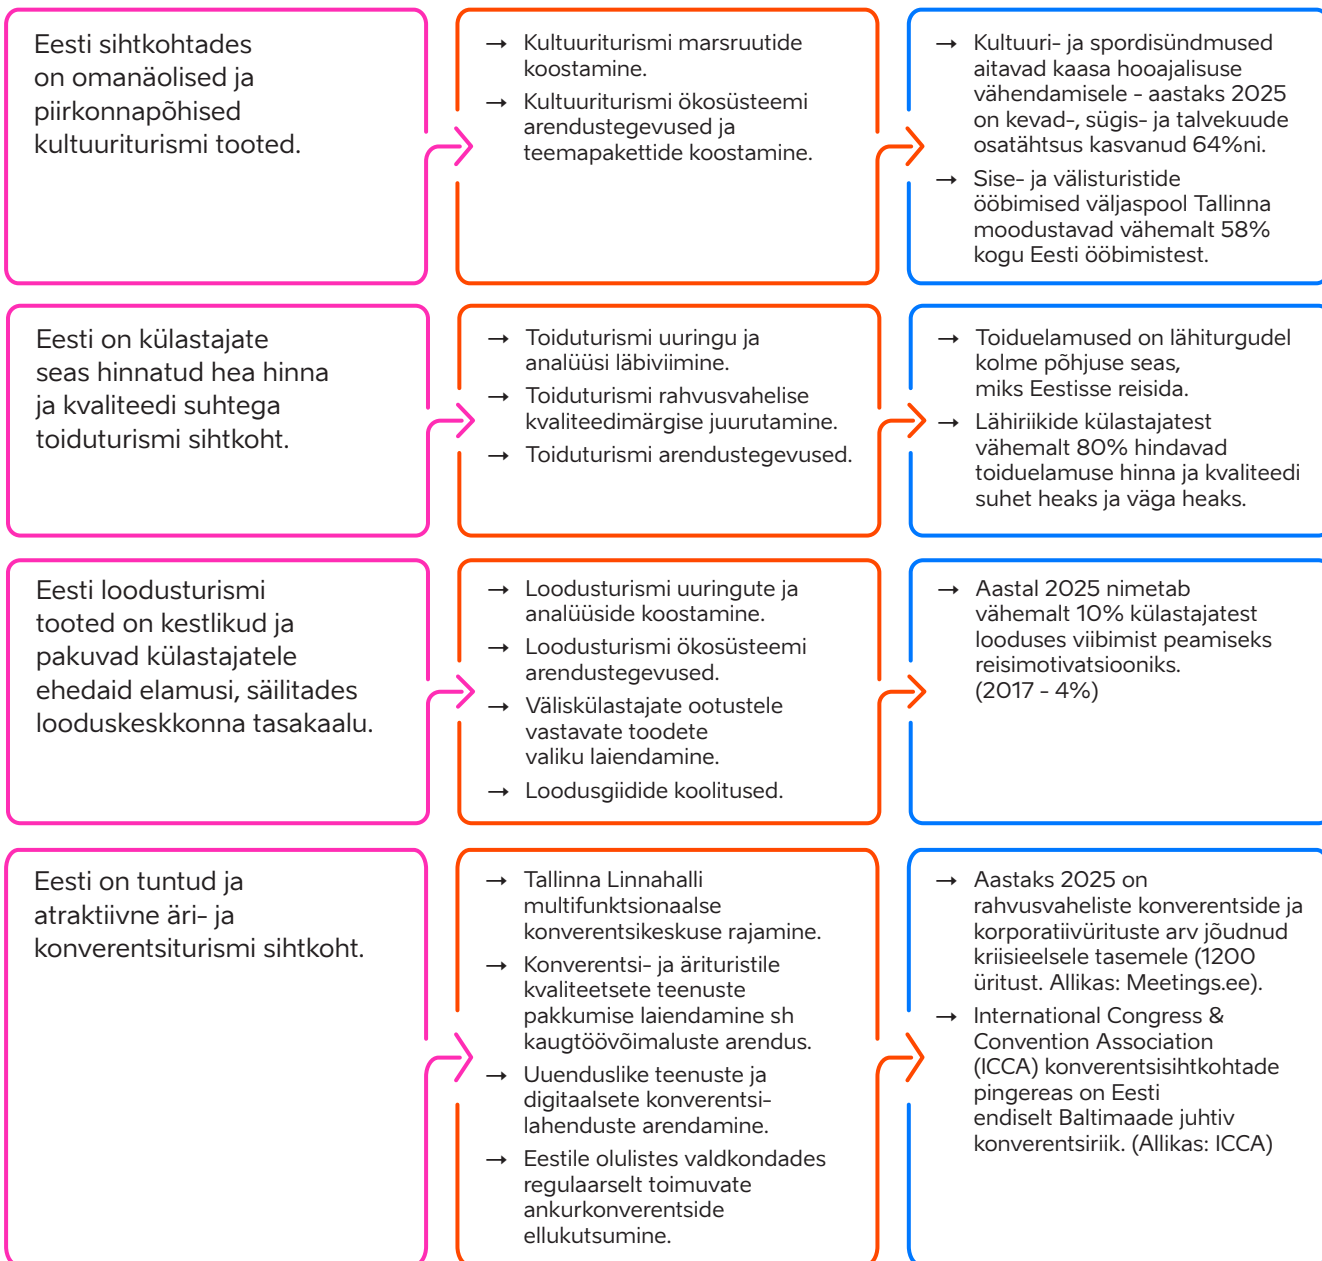 Eesti sihtkohtades
on omanäolised ja
piirkonnapõhised
kultuuriturismi tooted.
→ Kultuuriturismi marsruutide
koostamine.
→ Kultuuriturismi ökosüsteemi
arendustegevused ja
teemapakettide koostamine.
→ Kultuuri- ja spordisündmused
aitavad kaasa hooajalisuse
vähendamisele - aastaks 2025
on kevad-, sügis- ja talvekuude
osatähtsus kasvanud 64%ni.
→ Sise- ja välisturistide
ööbimised väljaspool Tallinna
moodustavad vähemalt 58%
kogu Eesti ööbimistest.
Eesti on külastajate
seas hinnatud hea hinna
ja kvaliteedi suhtega
toiduturismi sihtkoht.
→ Toiduturismi uuringu ja
analüüsi läbiviimine.
→ Toiduturismi rahvusvahelise
kvaliteedimärgise juurutamine.
→ Toiduturismi arendustegevused.
→ Toiduelamused on lähiturgudel
kolme põhjuse seas,
miks Eestisse reisida.
→ Lähiriikide külastajatest
vähemalt 80% hindavad
toiduelamuse hinna ja kvaliteedi
suhet heaks ja väga heaks.
Eesti loodusturismi
tooted on kestlikud ja
pakuvad külastajatele
ehedaid elamusi, säilitades
looduskeskkonna tasakaalu.
→ Loodusturismi uuringute ja
analüüside koostamine.
→ Loodusturismi ökosüsteemi
arendustegevused.
→ Väliskülastajate ootustele
vastavate toodete
valiku laiendamine.
→ Loodusgiidide koolitused.
→ Aastal 2025 nimetab
vähemalt 10% külastajatest
looduses viibimist peamiseks
reisimotivatsiooniks.
(2017 - 4%)
Eesti on tuntud ja
atraktiivne äri- ja
konverentsiturismi sihtkoht.
→ Tallinna Linnahalli
multifunktsionaalse
konverentsikeskuse rajamine.
→ Konverentsi- ja ärituristile
kvaliteetsete teenuste
pakkumise laiendamine sh
kaugtöövõimaluste arendus.
→ Uuenduslike teenuste ja
digitaalsete konverentsi-
lahenduste arendamine.
→ Eestile olulistes valdkondades
regulaarselt toimuvate
ankurkonverentside
ellukutsumine.
→ Aastaks 2025 on
rahvusvaheliste konverentside ja
korporatiivürituste arv jõudnud
kriisieelsele tasemele (1200
üritust. Allikas: Meetings.ee).
→ International Congress &
Convention Association
(ICCA) konverentsisihtkohtade
pingereas on Eesti
endiselt Baltimaade juhtiv
konverentsiriik. (Allikas: ICCA)